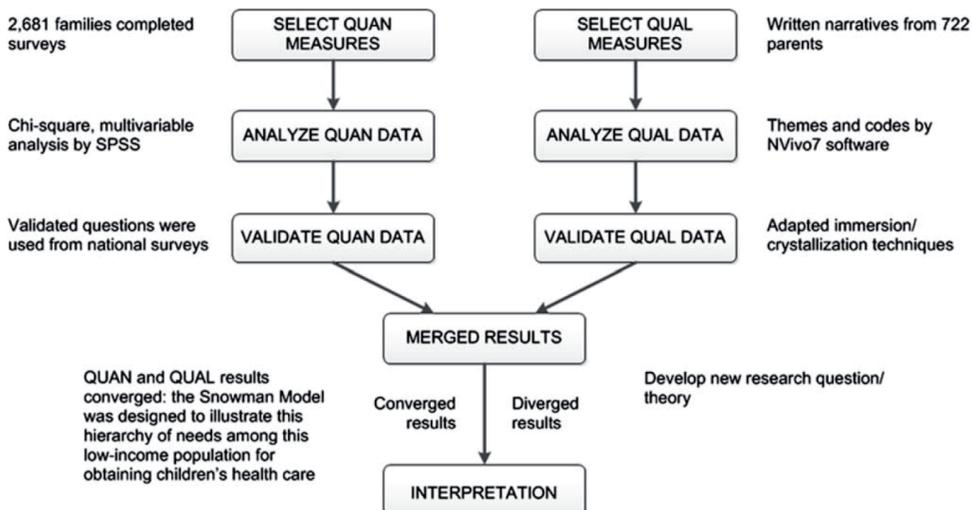 2,681 families completed
surveys
SELECT QUAN
MEASURES
SELECT QUAL
MEASURES
Written narratives from 722
parents
Chi-square, multivariable
analysis by SPSS
ANALYZE QUAN DATA
ANALYZE QUAL DATA
Themes and codes by
NVivo7 software
Validated questions were
used from national surveys
VALIDATE QUAN DATA
VALIDATE QUAL DATA
Adapted immersion/
crystallization techniques
MERGED RESULTS
QUAN and QUAL results
converged: the Snowman Model
was designed to illustrate this
hierarchy of needs among this
low-income population for
obtaining children's health care
Converged
results
Diverged
results
Develop new research question/
theory
INTERPRETATION